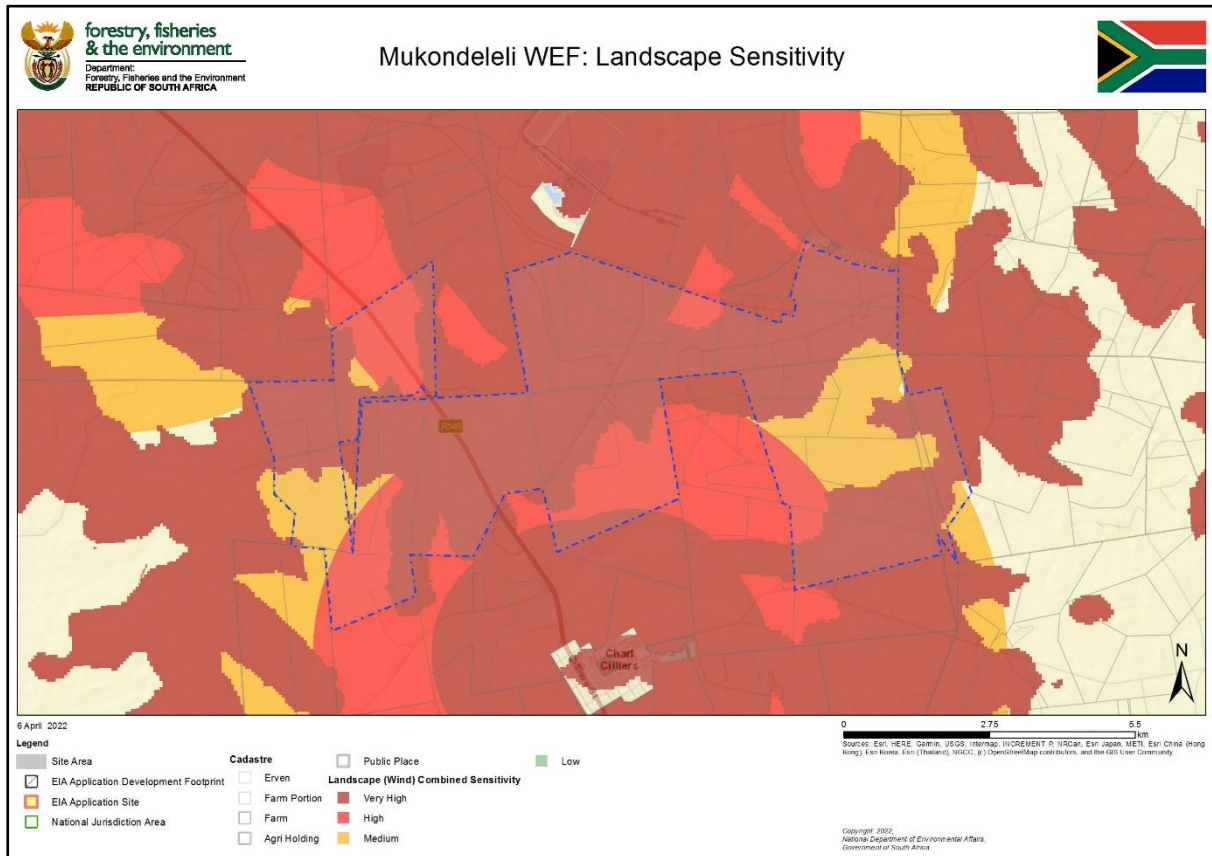 forestry, fisheries
& the environment
Department:
Forestry, Fisheries and the Environment
REPUBLIC OF SOUTH AFRICA
Mukondeleli WEF: Landscape Sensitivity
R546
Charl
Cilliers
N
6 April 2022
0 2.75 5.5
km
Sources: Esri, HERE, Garmin, USGS, Intermap, INCREMENT P, NRCan, Esri Japan, METI, Esri China (Hong
Kong), Esri Korea, Esri (Thailand), NGCC, (c) OpenStreetMap contributors, and the GIS User Community
Legend
Site Area
EIA Application Development Footprint
EIA Application Site
National Jurisdiction Area
Cadastre
Erven
Farm Portion
Farm
Agri Holding
Public Place
Landscape (Wind) Combined Sensitivity
Very High
High
Medium
Low
Copyright: 2022,
National Department of Environmental Affairs,
Government of South Africa